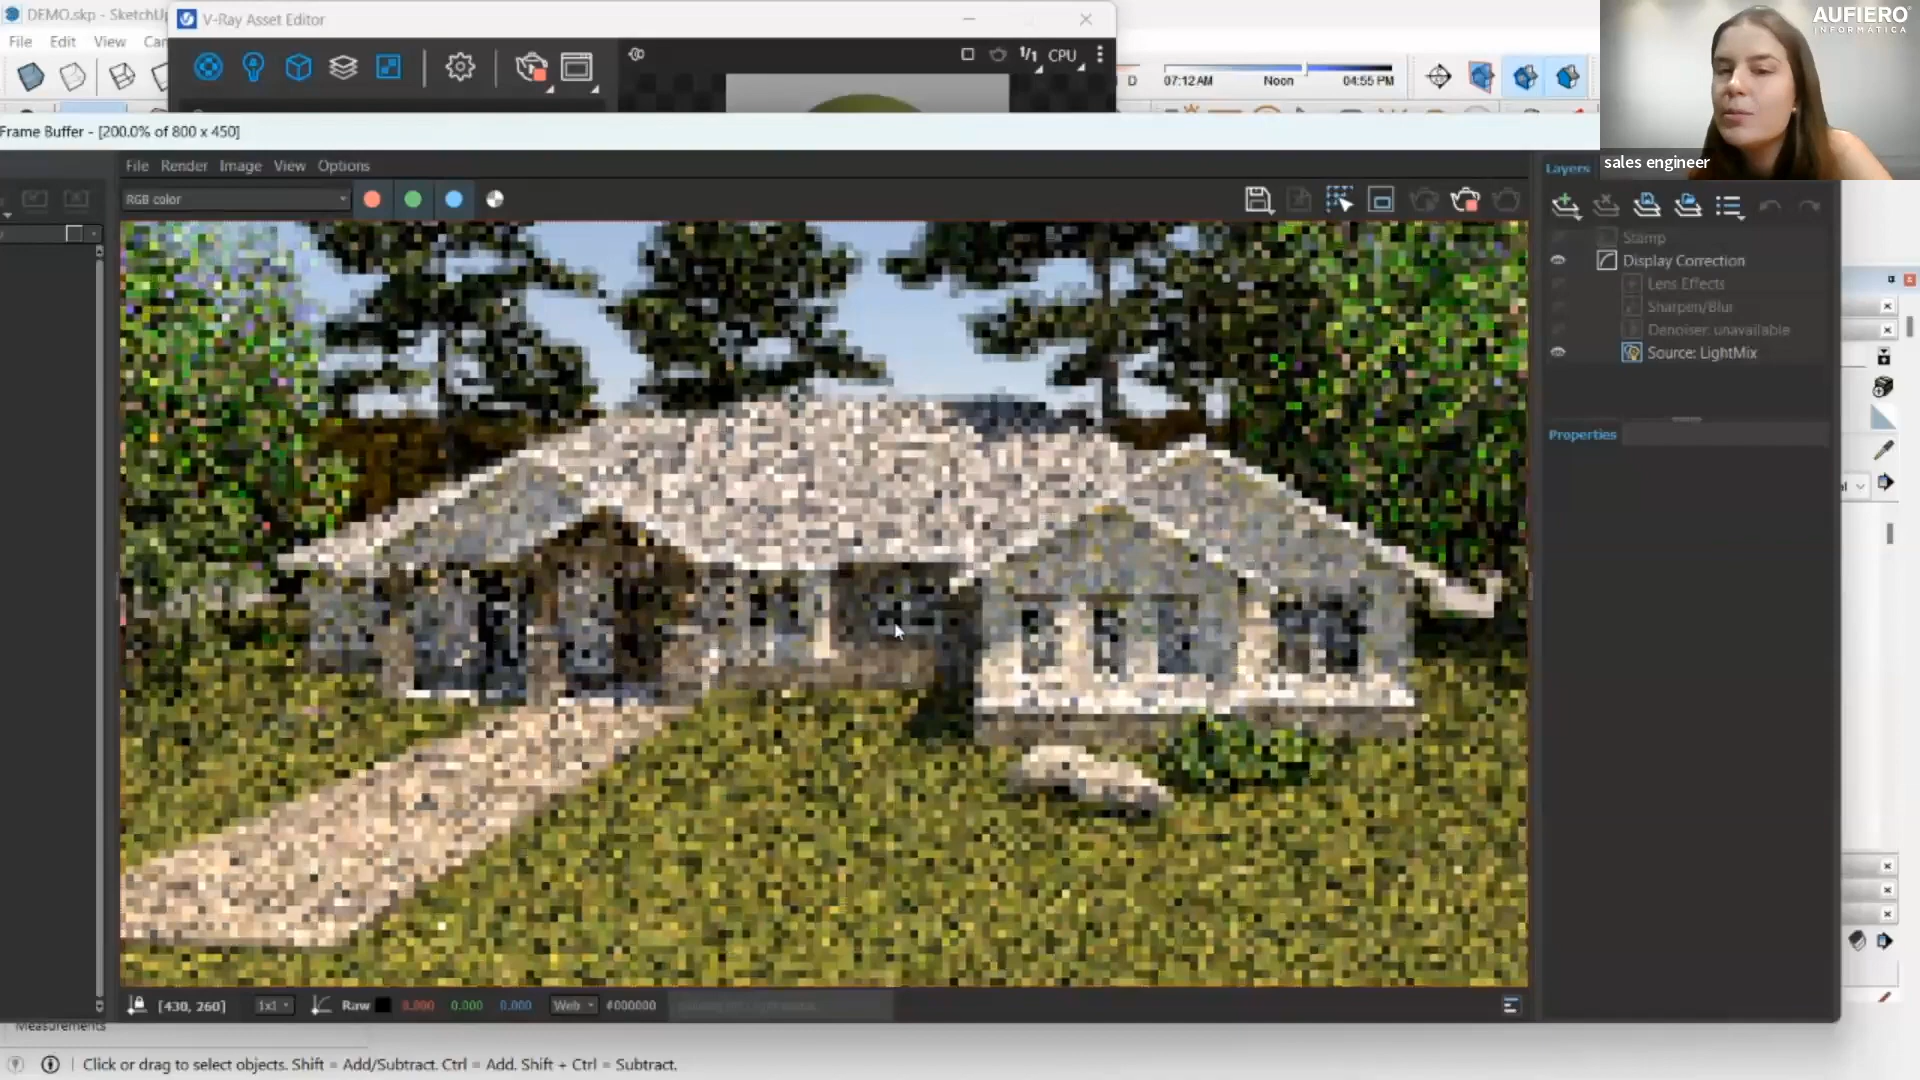 DEMO.skp - SketchUp
V-Ray Asset Editor
AUFIERO
INFORMATICA
File Edit View
1/1 CPU
D
07:12 AM Noon 04:55 PM
Frame Buffer - [200.0% of 800 x 450]
sales engineer
File Render Image View Options
Layers
RGB color
Stamp
Display Correction
Lens Effects
Sharpen/Blur
Denoiser: unavailable
Source: LightMix
Properties
[430, 260] 1x1 Raw 0.000 0.000 0.000 Web #000000
Measurements
Click or drag to select objects. Shift = Add/Subtract. Ctrl = Add. Shift + Ctrl = Subtract.